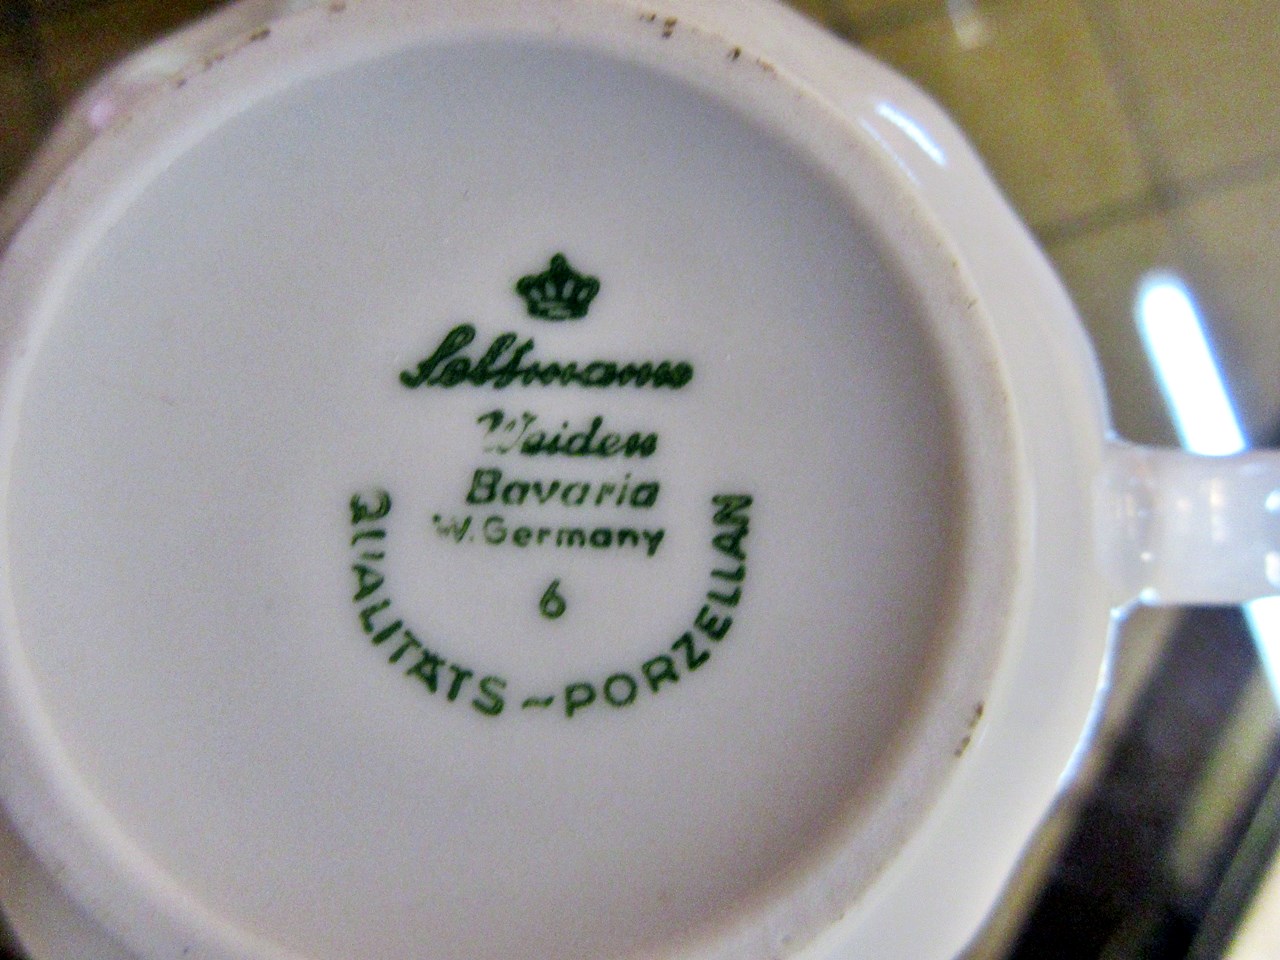 Seltmann
Weiden
Bavaria
W. Germany
6
QUALITÄTS~PORZELLAN